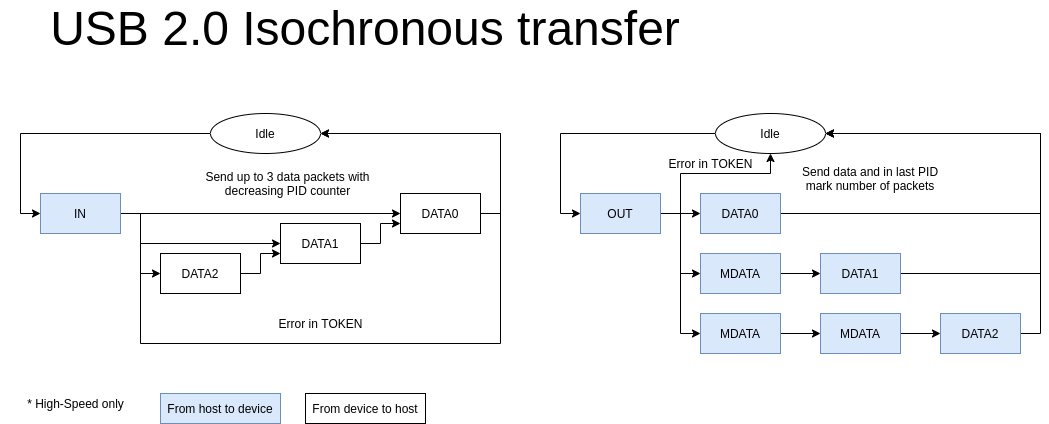 USB 2.0 Isochronous transfer
Idle
Send up to 3 data packets with
decreasing PID counter
IN
DATA0
DATA1
DATA2
Error in TOKEN
Idle
Error in TOKEN
Send data and in last PID
mark number of packets
OUT
DATA0
MDATA
DATA1
MDATA
MDATA
DATA2
* High-Speed only
From host to device
From device to host